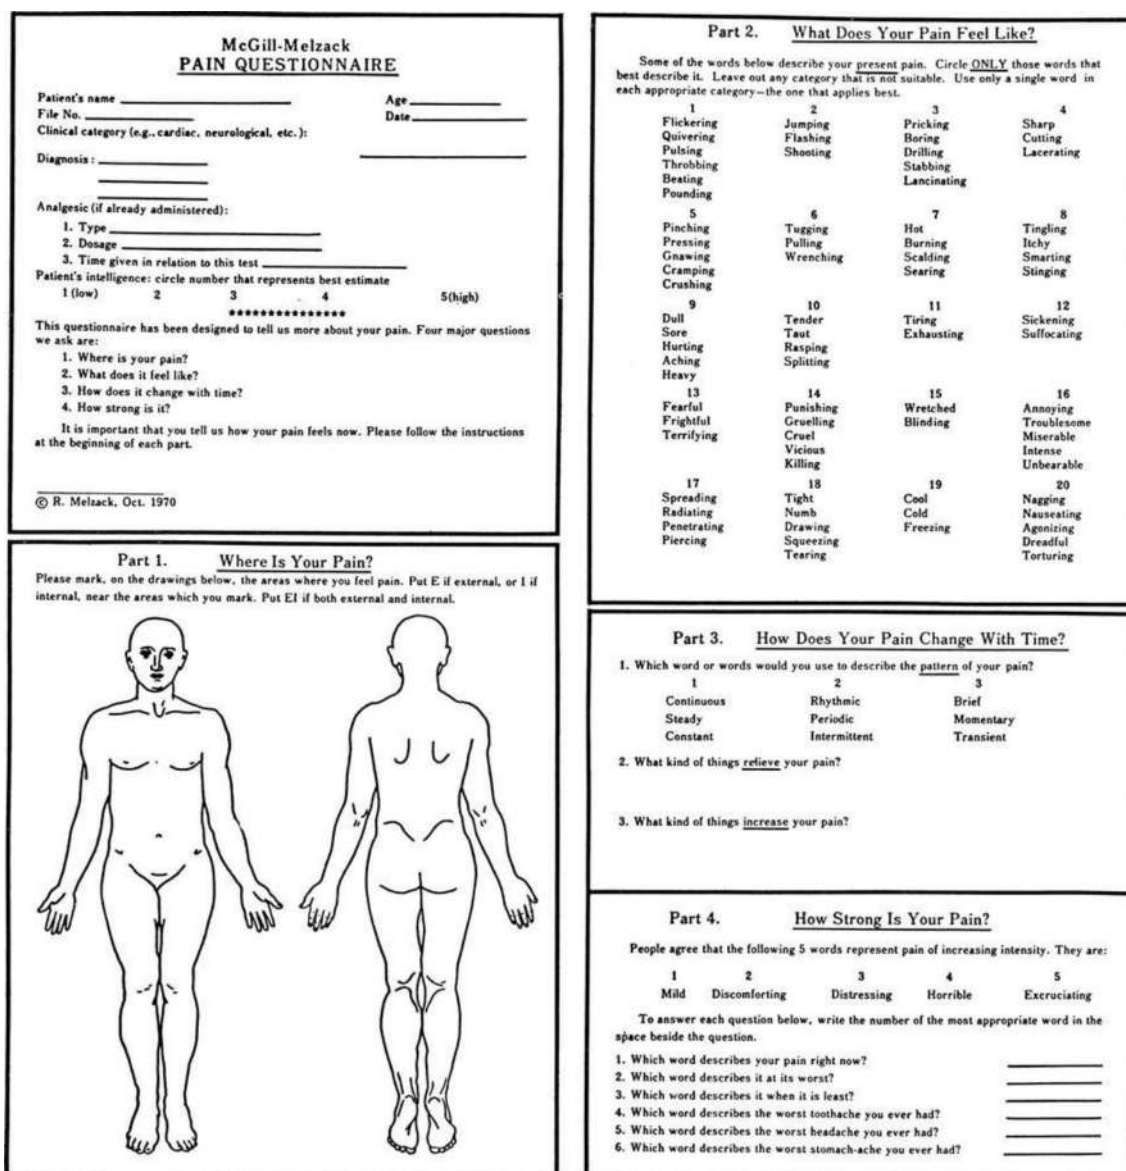 McGill-Melzack
PAIN QUESTIONNAIRE
Patient's name
Age
File No.
Date
Clinical category (e.g., cardiac, neurological, etc.):
Diagnosis:
Analgesic (if already administered):
1. Type
2. Dosage
3. Time given in relation to this test
Patient's intelligence: circle number that represents best estimate
1 (low) 2 3 4 5 (high)
***************
This questionnaire has been designed to tell us more about your pain. Four major questions
we ask are:
1. Where is your pain?
2. What does it feel like?
3. How does it change with time?
4. How strong is it?
It is important that you tell us how your pain feels now. Please follow the instructions
at the beginning of each part.
© R. Melzack, Oct. 1970
Part 1. Where Is Your Pain?
Please mark, on the drawings below, the areas where you feel pain. Put E if external, or I if
internal, near the areas which you mark. Put EI if both external and internal.
Part 2. What Does Your Pain Feel Like?
Some of the words below describe your present pain. Circle ONLY those words that
best describe it. Leave out any category that is not suitable. Use only a single word in
each appropriate category—the one that applies best.
1 2 3 4
Flickering Jumping Pricking Sharp
Quivering Flashing Boring Cutting
Pulsing Shooting Drilling Lacerating
Throbbing Stabbing
Beating Lancinating
Pounding
5 6 7 8
Pinching Tugging Hot Tingling
Pressing Pulling Burning Itchy
Gnawing Wrenching Scalding Smarting
Cramping Searing Stinging
Crushing
9 10 11 12
Dull Tender Tiring Sickening
Sore Taut Exhausting Suffocating
Hurting Rasping
Aching Splitting
Heavy
13 14 15 16
Fearful Punishing Wretched Annoying
Frightful Gruelling Blinding Troublesome
Terrifying Cruel Miserable
Vicious Intense
Killing Unbearable
17 18 19 20
Spreading Tight Cool Nagging
Radiating Numb Cold Nauseating
Penetrating Drawing Freezing Agonizing
Piercing Squeezing Dreadful
Tearing Torturing
Part 3. How Does Your Pain Change With Time?
1. Which word or words would you use to describe the pattern of your pain?
1 2 3
Continuous Rhythmic Brief
Steady Periodic Momentary
Constant Intermittent Transient
2. What kind of things relieve your pain?
3. What kind of things increase your pain?
Part 4. How Strong Is Your Pain?
People agree that the following 5 words represent pain of increasing intensity. They are:
1 2 3 4 5
Mild Discomforting Distressing Horrible Excruciating
To answer each question below, write the number of the most appropriate word in the
space beside the question.
1. Which word describes your pain right now?
2. Which word describes it at its worst?
3. Which word describes it when it is least?
4. Which word describes the worst toothache you ever had?
5. Which word describes the worst headache you ever had?
6. Which word describes the worst stomach-ache you ever had?